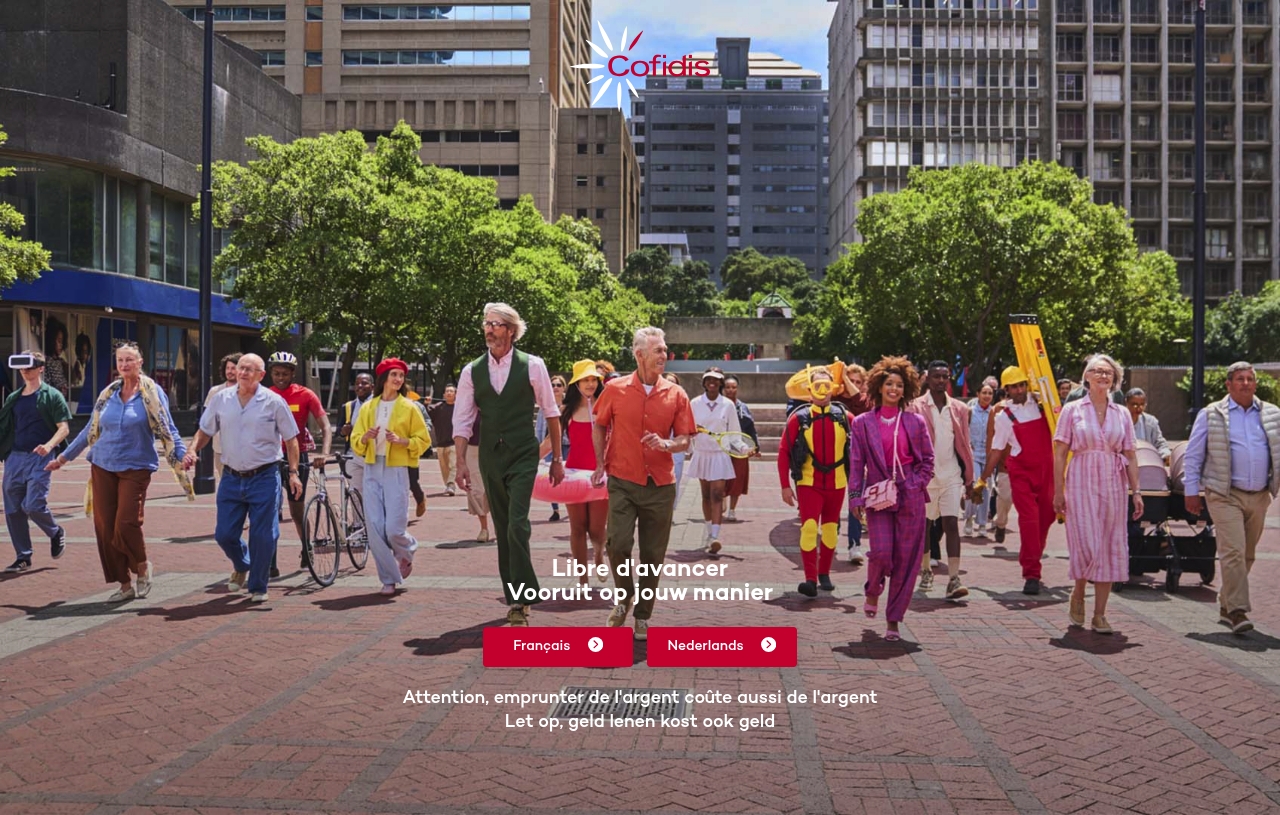 Cofidis
Libre d'avancer
Vooruit op jouw manier
Français
Nederlands
Attention, emprunter de l'argent coûte aussi de l'argent
Let op, geld lenen kost ook geld